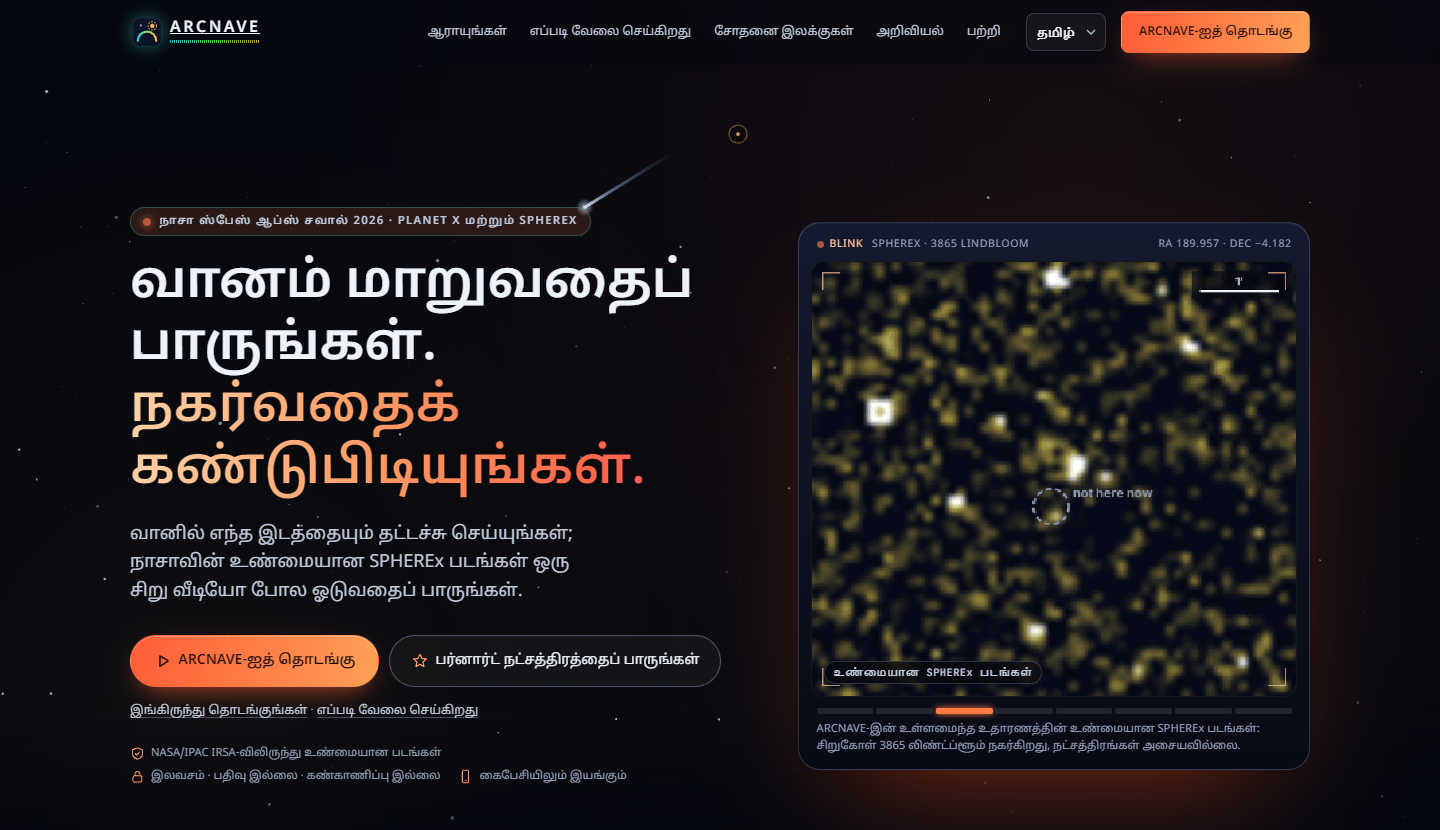 ARCNAVE
ஆராயுங்கள்
எப்படி வேலை செய்கிறது
சோதனை இலக்குகள்
அறிவியல்
பற்றி
தமிழ்
ARCNAVE-ஐத் தொடங்கு
நாசா ஸ்பேஸ் ஆப்ஸ் சவால் 2026 · PLANET X மற்றும் SPHEREX
வானம் மாறுவதைப்
பாருங்கள்.
நகர்வதைக்
கண்டுபிடியுங்கள்.
வானில் எந்த இடத்தையும் தட்டச்சு செய்யுங்கள்;
நாசாவின் உண்மையான SPHEREx படங்கள் ஒரு
சிறு வீடியோ போல ஓடுவதைப் பாருங்கள்.
ARCNAVE-ஐத் தொடங்கு
பர்னார்ட் நட்சத்திரத்தைப் பாருங்கள்
இங்கிருந்து தொடங்குங்கள் · எப்படி வேலை செய்கிறது
NASA/IPAC IRSA-விலிருந்து உண்மையான படங்கள்
இலவசம் · பதிவு இல்லை · கண்காணிப்பு இல்லை
கைபேசியிலும் இயங்கும்
BLINK SPHEREX · 3865 LINDBLOOM
RA 189.957 · DEC −4.182
1′
not here now
உண்மையான SPHEREx படங்கள்
ARCNAVE-இன் உள்ளமைந்த உதாரணத்தின் உண்மையான SPHEREx படங்கள்:
சிறுகோள் 3865 லிண்ட்ப்ளூம் நகர்கிறது, நட்சத்திரங்கள் அசையவில்லை.